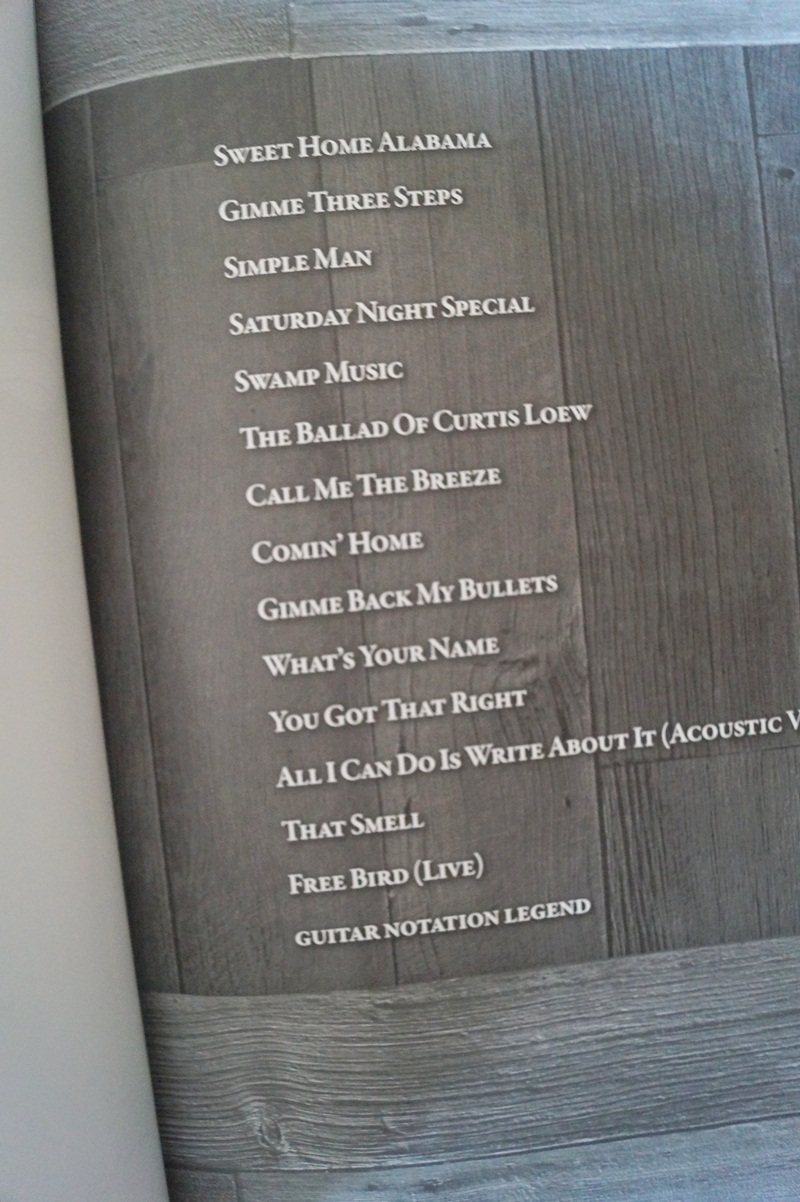 Sweet Home Alabama
Gimme Three Steps
Simple Man
Saturday Night Special
Swamp Music
The Ballad Of Curtis Loew
Call Me The Breeze
Comin’ Home
Gimme Back My Bullets
What’s Your Name
You Got That Right
All I Can Do Is Write About It (Acoustic
That Smell
Free Bird (Live)
guitar notation legend